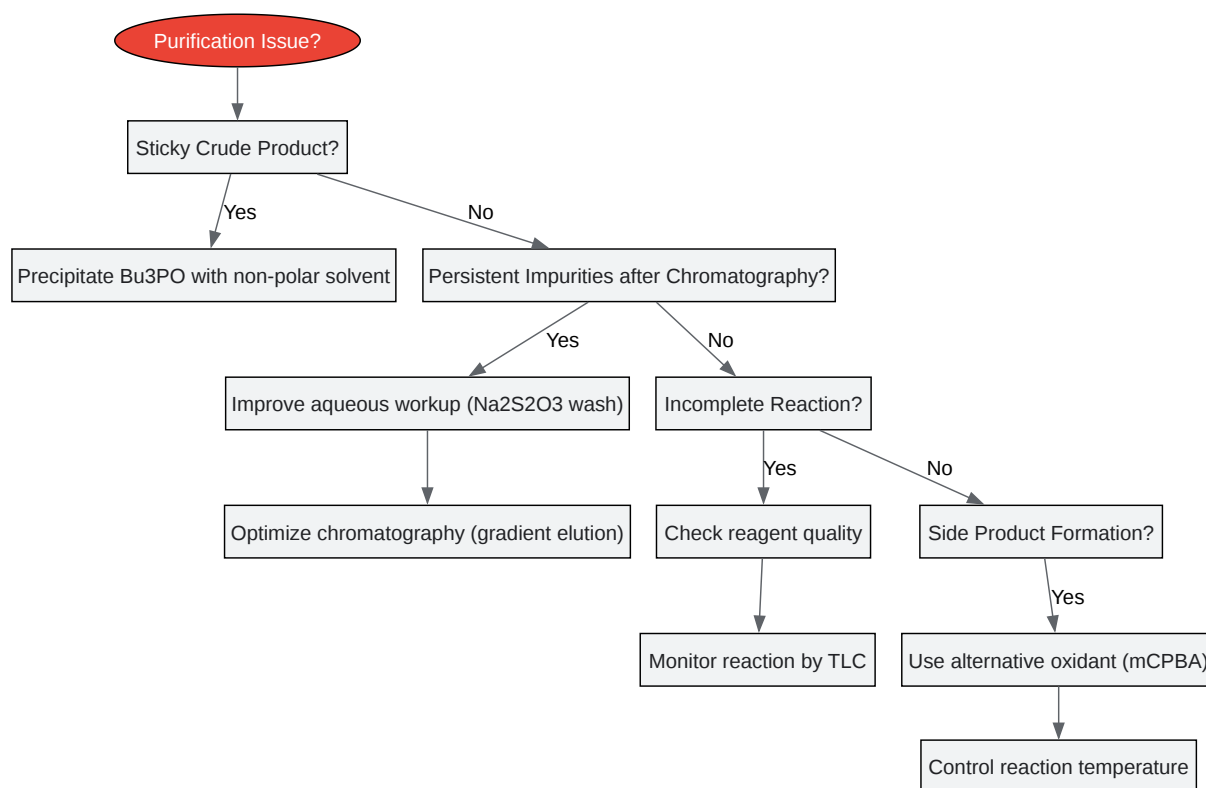 Purification Issue?
Sticky Crude Product?
Yes
No
Precipitate Bu3PO with non-polar solvent
Persistent Impurities after Chromatography?
Yes
No
Improve aqueous workup (Na2S2O3 wash)
Incomplete Reaction?
Yes
No
Optimize chromatography (gradient elution)
Check reagent quality
Side Product Formation?
Yes
Monitor reaction by TLC
Use alternative oxidant (mCPBA)
Control reaction temperature